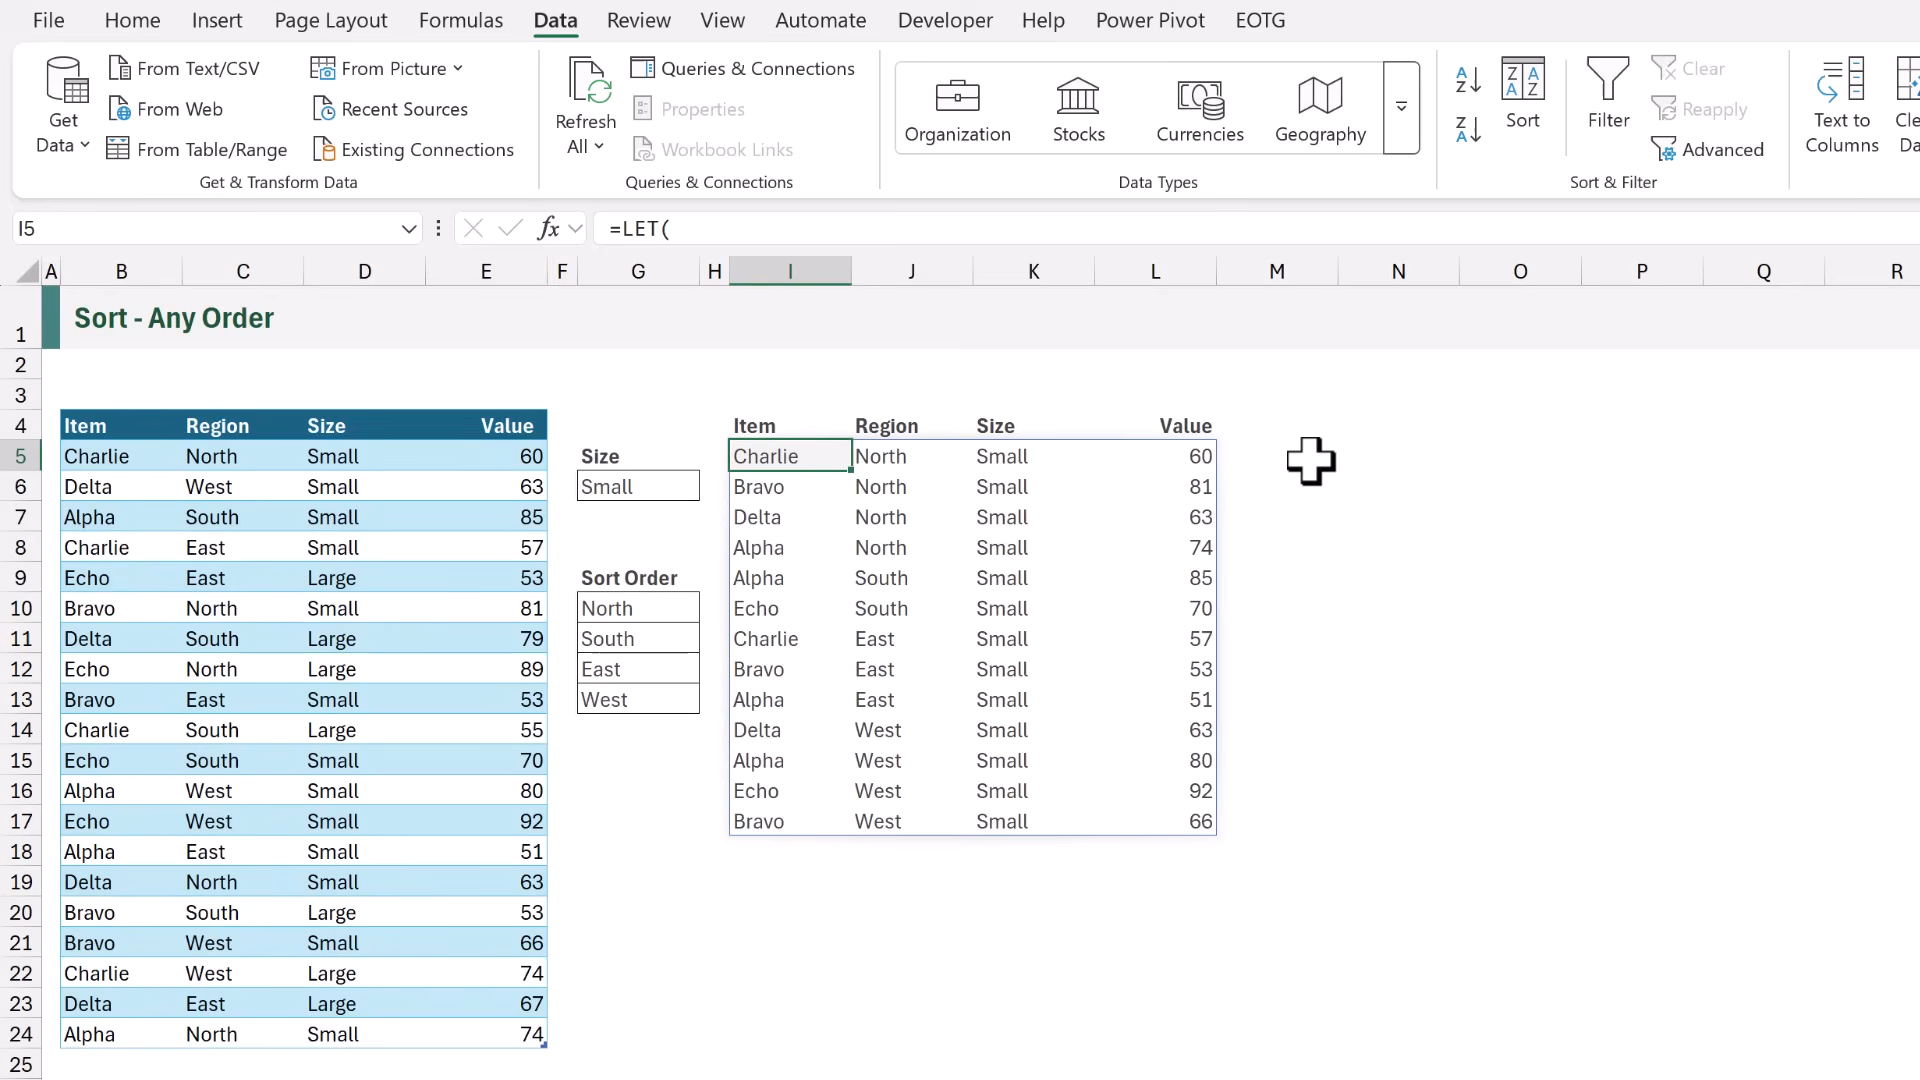 File Home Insert Page Layout Formulas Data Review View Automate Developer Help Power Pivot EOTG
Get Data
From Text/CSV
From Web
From Table/Range
From Picture
Recent Sources
Existing Connections
Get & Transform Data
Refresh All
Queries & Connections
Properties
Workbook Links
Queries & Connections
Organization Stocks Currencies Geography
Data Types
Sort
Filter
Clear
Reapply
Advanced
Sort & Filter
Text to Columns
Cle
Da
I5 fx =LET(
A B C D E F G H I J K L M N O P Q R
1 Sort - Any Order
2
3
4 Item Region Size Value Item Region Size Value
5 Charlie North Small 60 Size Charlie North Small 60
6 Delta West Small 63 Small Bravo North Small 81
7 Alpha South Small 85 Delta North Small 63
8 Charlie East Small 57 Alpha North Small 74
9 Echo East Large 53 Sort Order Alpha South Small 85
10 Bravo North Small 81 North Echo South Small 70
11 Delta South Large 79 South Charlie East Small 57
12 Echo North Large 89 East Bravo East Small 53
13 Bravo East Small 53 West Alpha East Small 51
14 Charlie South Large 55 Delta West Small 63
15 Echo South Small 70 Alpha West Small 80
16 Alpha West Small 80 Echo West Small 92
17 Echo West Small 92 Bravo West Small 66
18 Alpha East Small 51
19 Delta North Small 63
20 Bravo South Large 53
21 Bravo West Small 66
22 Charlie West Large 74
23 Delta East Large 67
24 Alpha North Small 74
25